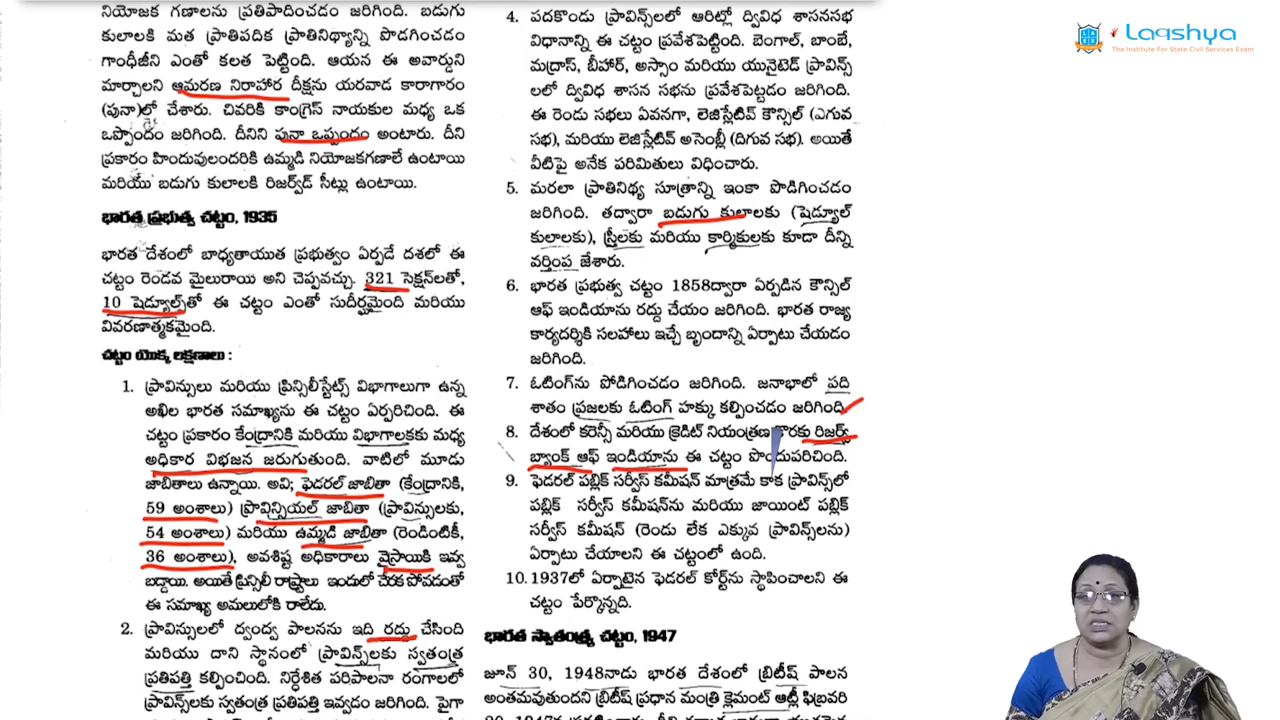 నియోజక గణాలను ప్రతిపాదించడం జరిగింది. బడుగు
కులాలకి మత ప్రాతిపదిక ప్రాతినిథ్యాన్ని పొడగించడం
గాంధీజీని ఎంతో కలత పెట్టింది. ఆయన ఈ అవార్డుని
మార్చాలని ఆమరణ నిరాహార దీక్షను యరవాడ కారాగారం
(పునా)లో చేశారు. చివరికి కాంగ్రెస్ నాయకుల మధ్య ఒక
ఒప్పందం జరిగింది. దీనిని పునా ఒప్పందం అంటారు. దీని
ప్రకారం హిందువులందరికి ఉమ్మడి నియోజకగణాలే ఉంటాయి
మరియు బడుగు కులాలకి రిజర్వ్‌డ్ సీట్లు ఉంటాయి.
భారత ప్రభుత్వ చట్టం, 1935
భారత దేశంలో బాధ్యతాయుత ప్రభుత్వం ఏర్పడే దశలో ఈ
చట్టం రెండవ మైలురాయి అని చెప్పవచ్చు. 321 సెక్షన్‌లతో,
10 షెడ్యూల్స్‌తో ఈ చట్టం ఎంతో సుదీర్ఘమైంది మరియు
వివరణాత్మకమైంది.
చట్టం యొక్క లక్షణాలు :
1. ప్రావిన్సులు మరియు ప్రిన్సిలీస్టేట్స్ విభాగాలుగా ఉన్న
అఖిల భారత సమాఖ్యను ఈ చట్టం ఏర్పరిచింది. ఈ
చట్టం ప్రకారం కేంద్రానికి మరియు విభాగాలకకు మధ్య
అధికార విభజన జరుగుతుంది. వాటిలో మూడు
జాబితాలు ఉన్నాయి. అవి; ఫెడరల్ జాబితా (కేంద్రానికి,
59 అంశాలు) ప్రొవిన్సియల్ జాబితా (ప్రావిన్సులకు,
54 అంశాలు) మరియు ఉమ్మడి జాబితా (రెండింటికీ,
36 అంశాలు), అవశిష్ట అధికారాలు వైస్రాయికి ఇవ్వ
బడ్డాయి. అయితే ప్రిన్సిలీ రాష్ట్రాలు ఇందులో చేరక పోవడంతో
ఈ సమాఖ్య అమలులోకి రాలేదు.
2. ప్రావిన్సులలో ద్వంద్వ పాలనను ఇది రద్దు చేసింది
మరియు దాని స్థానంలో ప్రావిన్స్‌లకు స్వతంత్ర
ప్రతిపత్తి కల్పించింది. నిర్ధేశిత పరిపాలనా రంగాలలో
ప్రావిన్స్‌లకు స్వతంత్ర ప్రతిపత్తి ఇవ్వడం జరిగింది. పైగా
4. పదకొండు ప్రావిన్స్‌లలో ఆరిట్లో ద్వివిధ శాసనసభ
విధానాన్ని ఈ చట్టం ప్రవేశపెట్టింది. బెంగాల్, బాంబే,
మద్రాస్, బీహార్, అస్సాం మరియు యునైటెడ్ ప్రావిన్స్
లలో ద్వివిధ శాసన సభను ప్రవేశపెట్టడం జరిగింది.
ఈ రెండు సభలు ఏవనగా, లెజిస్లేటివ్ కౌన్సిల్ (ఎగువ
సభ), మరియు లెజిస్లేటివ్ అసెంబ్లీ (దిగువ సభ). అయితే
వీటిపై అనేక పరిమితులు విధించారు.
5. మరలా ప్రాతినిథ్య సూత్రాన్ని ఇంకా పొడిగించడం
జరిగింది. తద్వారా బడుగు కులాలకు (షెడ్యూల్
కులాలకు), స్త్రీలకు మరియు కార్మికులకు కూడా దీన్ని
వర్తింప జేశారు.
6. భారత ప్రభుత్వ చట్టం 1858ద్వారా ఏర్పడిన కౌన్సిల్
ఆఫ్ ఇండియాను రద్దు చేయం జరిగింది. భారత రాజ్య
కార్యదర్శికి సలహాలు ఇచ్చే బృందాన్ని ఏర్పాటు చేయడం
జరిగింది.
7. ఓటింగ్‌ను పోడిగించడం జరిగింది. జనాభాలో పది
శాతం ప్రజలకు ఓటింగ్ హక్కు కల్పించడం జరిగింది.
8. దేశంలో కరెన్సీ మరియు క్రెడిట్ నియంత్రణ కొరకు రిజర్వ్
బ్యాంక్ ఆఫ్ ఇండియాను ఈ చట్టం పొందుపరిచింది.
9. ఫెడరల్ పబ్లిక్ సర్వీస్ కమీషన్ మాత్రమే కాక ప్రావిన్స్‌లో
పబ్లిక్ సర్వీస్ కమీషన్‌ను మరియు జాయింట్ పబ్లిక్
సర్వీస్ కమీషన్ (రెండు లేక ఎక్కువ ప్రావిన్స్‌లను)
ఏర్పాటు చేయాలని ఈ చట్టంలో ఉంది.
10. 1937లో ఏర్పాటైన ఫెడరల్ కోర్ట్‌ను స్థాపించాలని ఈ
చట్టం పేర్కొన్నది.
భారత స్వాతంత్ర్య చట్టం, 1947
జూన్ 30, 1948నాడు భారత దేశంలో బ్రిటీష్ పాలన
అంతమవుతుందని బ్రిటీష్ ప్రధాన మంత్రి క్లెమెంట్ ఆట్లీ ఫిబ్రవరి
Laqshya
The Institute For State Civil Services Exam